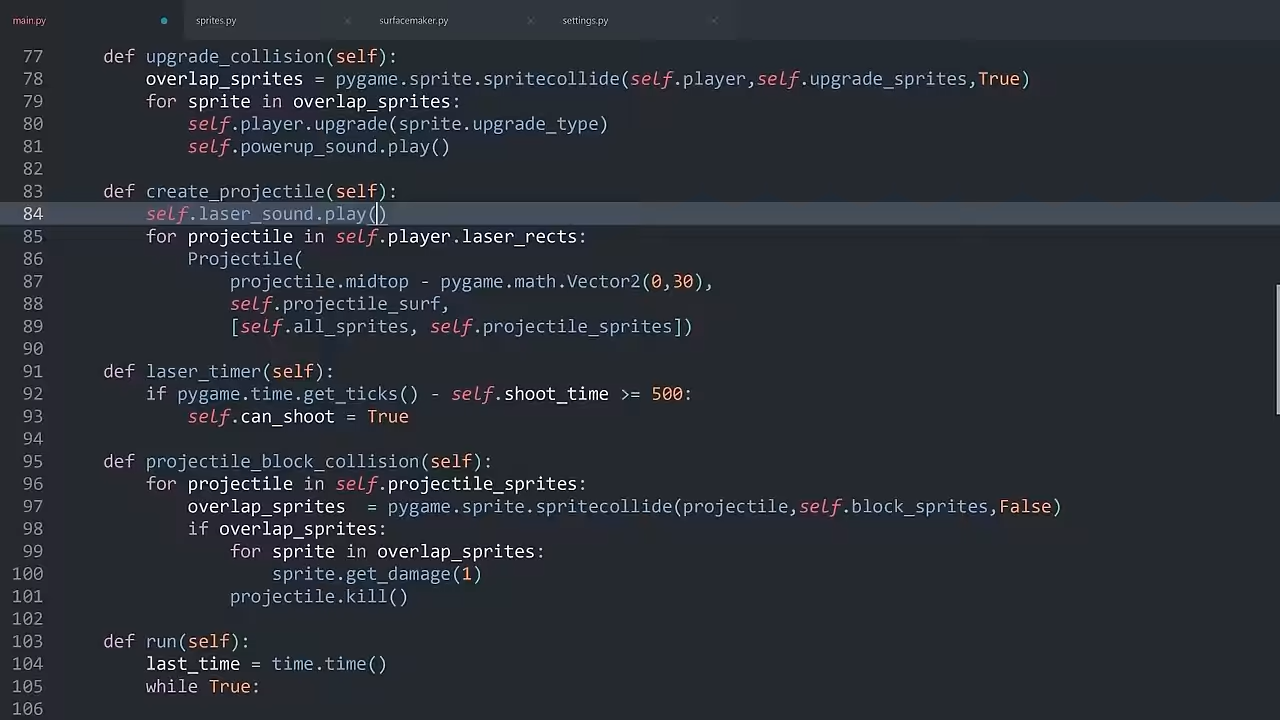 main.py sprites.py surfacemaker.py settings.py
77 def upgrade_collision(self):
78 overlap_sprites = pygame.sprite.spritecollide(self.player,self.upgrade_sprites,True)
79 for sprite in overlap_sprites:
80 self.player.upgrade(sprite.upgrade_type)
81 self.powerup_sound.play()
82
83 def create_projectile(self):
84 self.laser_sound.play()
85 for projectile in self.player.laser_rects:
86 Projectile(
87 projectile.midtop - pygame.math.Vector2(0,30),
88 self.projectile_surf,
89 [self.all_sprites, self.projectile_sprites])
90
91 def laser_timer(self):
92 if pygame.time.get_ticks() - self.shoot_time >= 500:
93 self.can_shoot = True
94
95 def projectile_block_collision(self):
96 for projectile in self.projectile_sprites:
97 overlap_sprites  = pygame.sprite.spritecollide(projectile,self.block_sprites,False)
98 if overlap_sprites:
99 for sprite in overlap_sprites:
100 sprite.get_damage(1)
101 projectile.kill()
102
103 def run(self):
104 last_time = time.time()
105 while True:
106